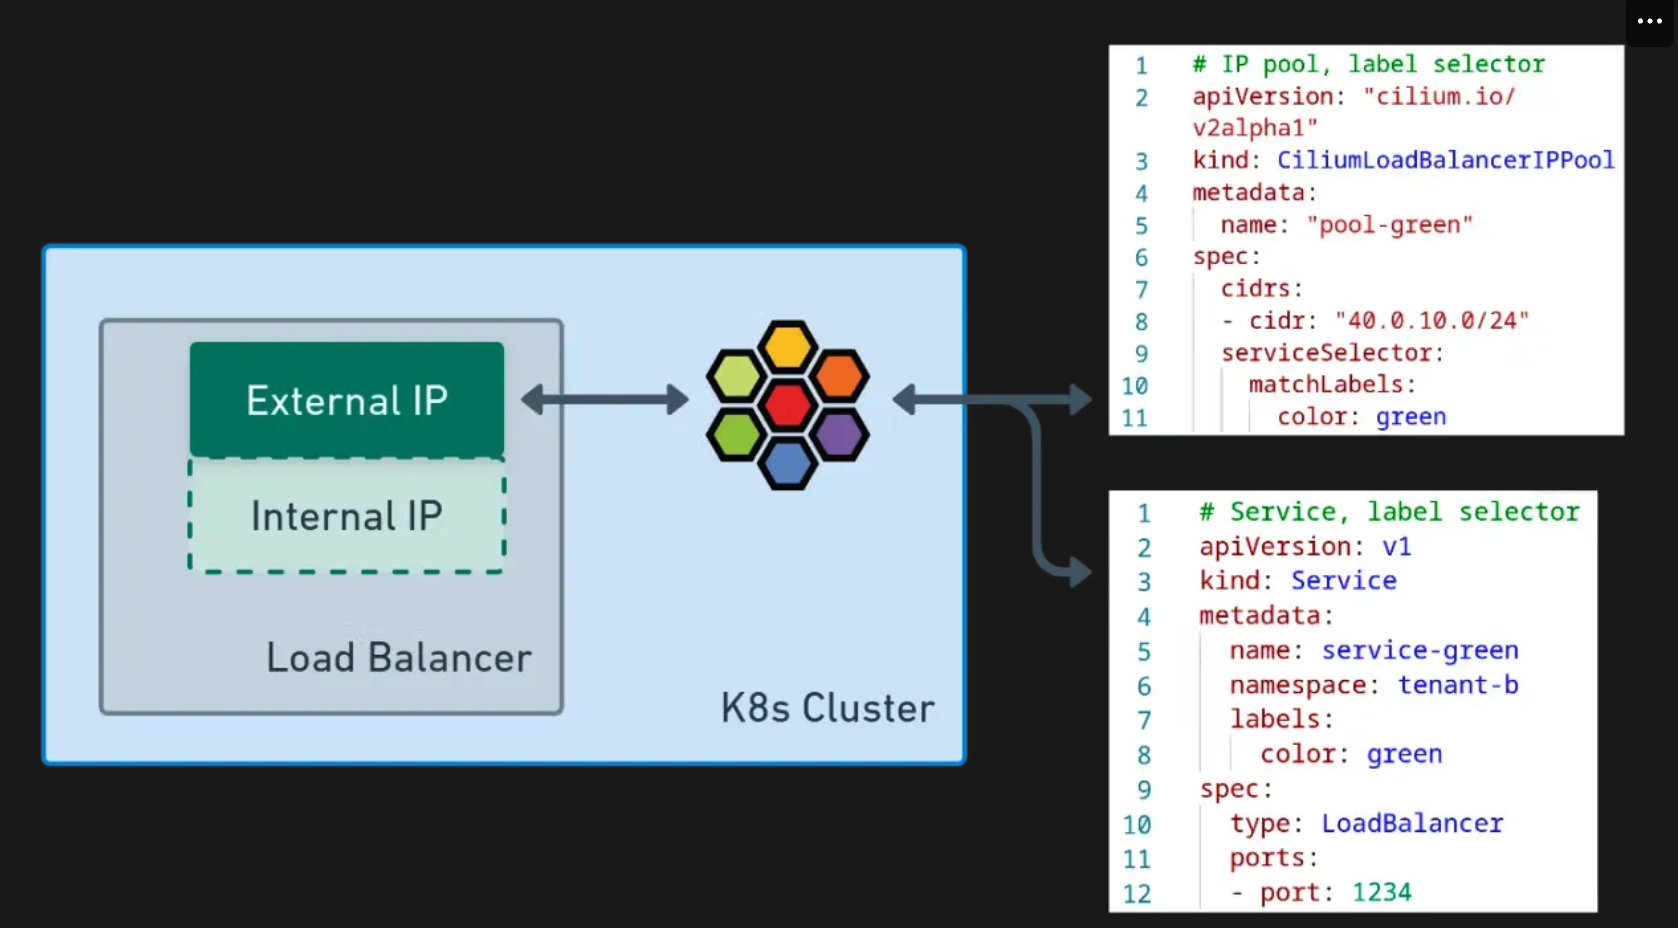 External IP
Internal IP
Load Balancer
K8s Cluster
1 # IP pool, label selector
2 apiVersion: "cilium.io/
v2alpha1"
3 kind: CiliumLoadBalancerIPPool
4 metadata:
5 name: "pool-green"
6 spec:
7 cidrs:
8 - cidr: "40.0.10.0/24"
9 serviceSelector:
10 matchLabels:
11 color: green
1 # Service, label selector
2 apiVersion: v1
3 kind: Service
4 metadata:
5 name: service-green
6 namespace: tenant-b
7 labels:
8 color: green
9 spec:
10 type: LoadBalancer
11 ports:
12 - port: 1234